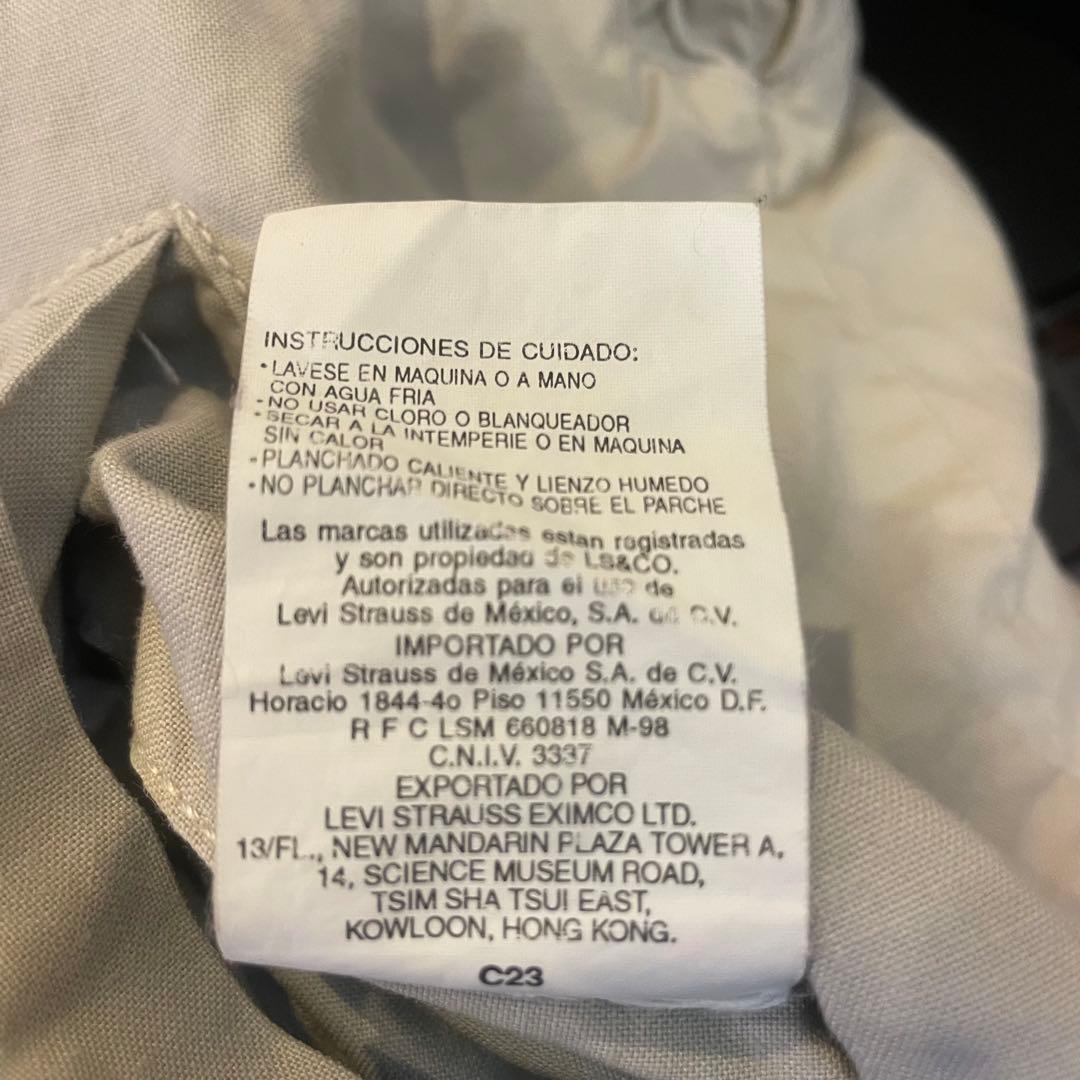 INSTRUCCIONES DE CUIDADO:
•LAVESE EN MAQUINA O A MANO
CON AGUA FRIA
•NO USAR CLORO O BLANQUEADOR
•SECAR A LA INTEMPERIE O EN MAQUINA
SIN CALOR
•PLANCHADO CALIENTE Y LIENZO HUMEDO
•NO PLANCHAR DIRECTO SOBRE EL PARCHE
Las marcas utilizadas estan registradas
y son propiedad de LS&CO.
Autorizadas para el uso de
Levi Strauss de México, S.A. de C.V.
IMPORTADO POR
Levi Strauss de México S.A. de C.V.
Horacio 1844-4o Piso 11550 México D.F.
R F C LSM 660818 M-98
C.N.I.V. 3337
EXPORTADO POR
LEVI STRAUSS EXIMCO LTD.
13/FL., NEW MANDARIN PLAZA TOWER A,
14, SCIENCE MUSEUM ROAD,
TSIM SHA TSUI EAST,
KOWLOON, HONG KONG.
C23